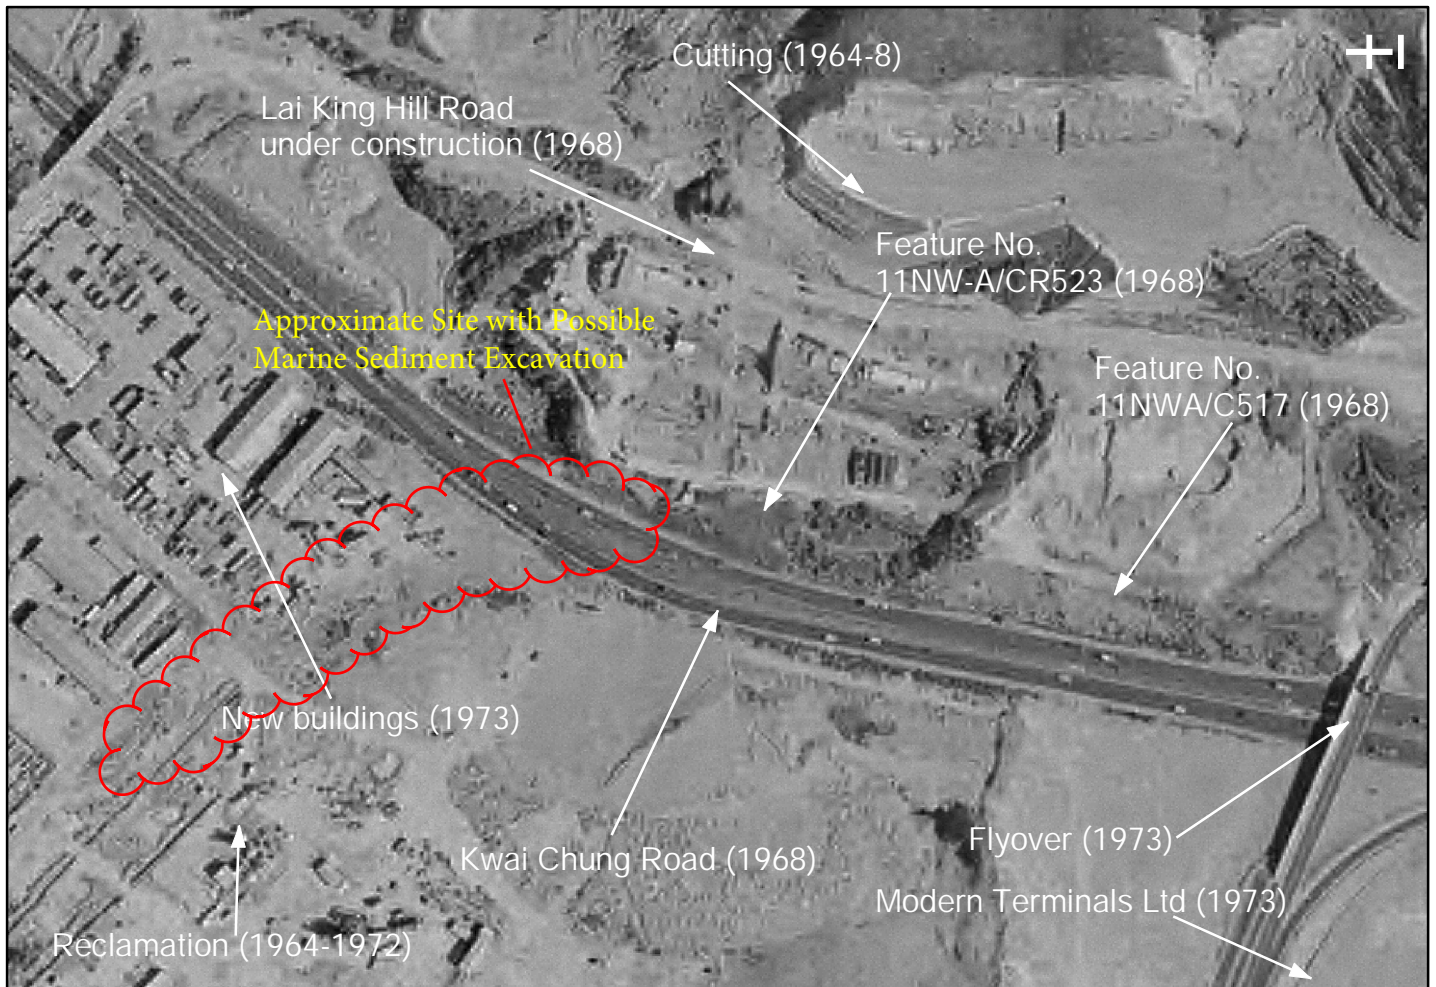 Cutting (1964-8)
Lai King Hill Road
under construction (1968)
Feature No.
11NW-A/CR523 (1968)
Approximate Site with Possible
Marine Sediment Excavation
Feature No.
11NWA/C517 (1968)
New buildings (1973)
Kwai Chung Road (1968)
Flyover (1973)
Modern Terminals Ltd (1973)
Reclamation (1964-1972)